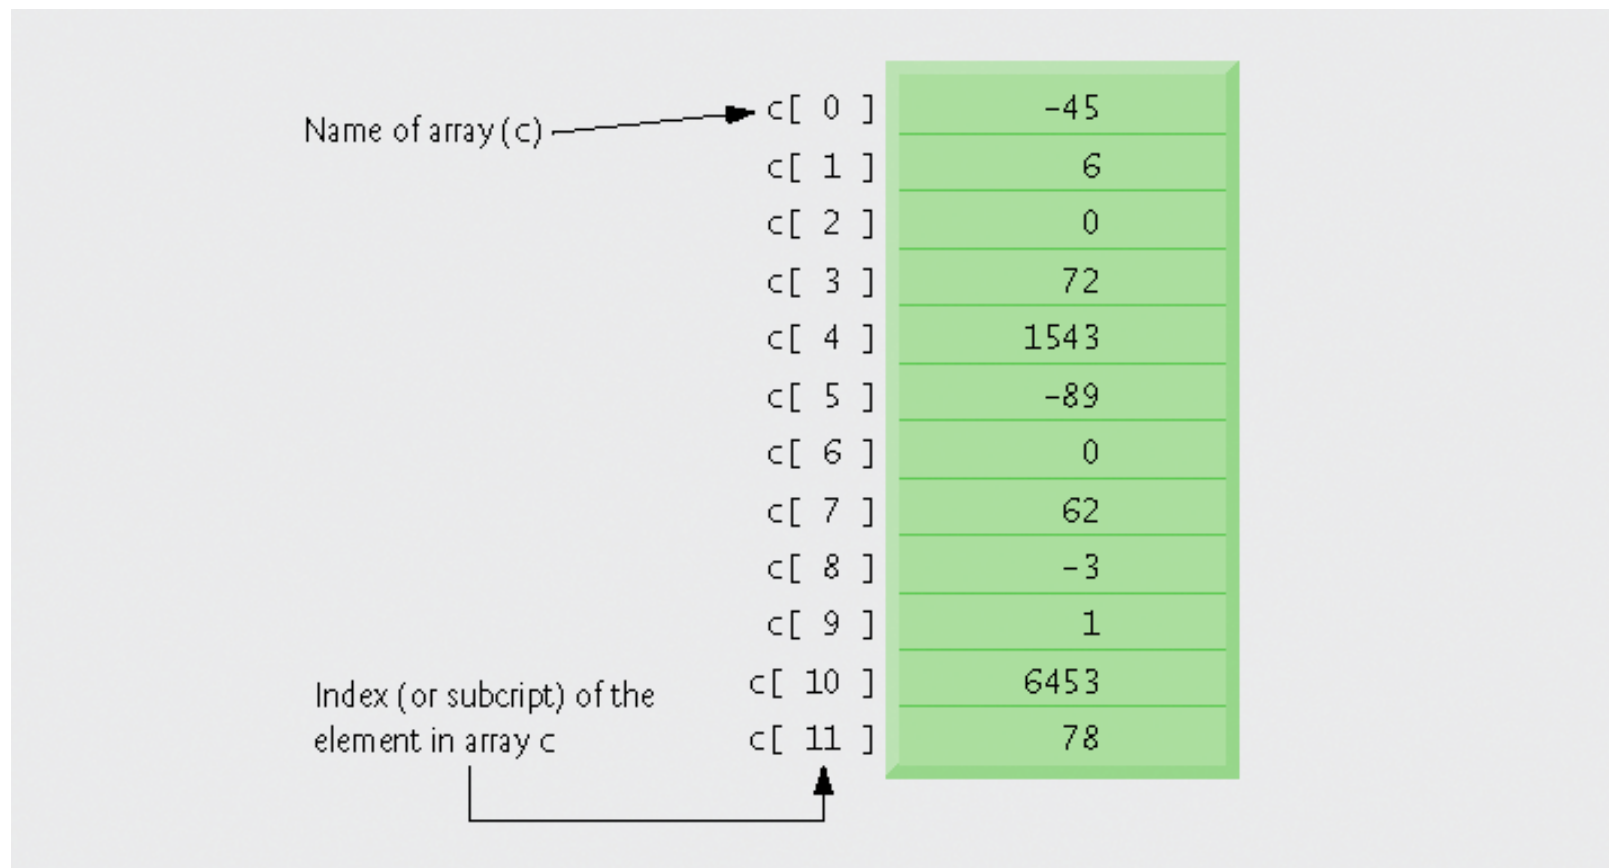 Name of array (c)
c[ 0 ] -45
c[ 1 ] 6
c[ 2 ] 0
c[ 3 ] 72
c[ 4 ] 1543
c[ 5 ] -89
c[ 6 ] 0
c[ 7 ] 62
c[ 8 ] -3
c[ 9 ] 1
c[ 10 ] 6453
c[ 11 ] 78
Index (or subcript) of the
element in array c